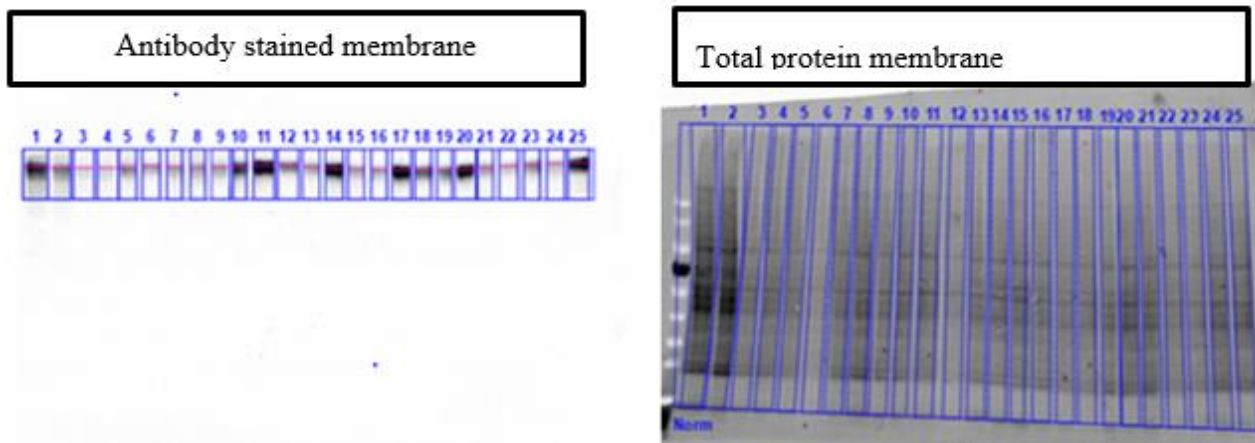 Antibody stained membrane
1 2 3 4 5 6 7 8 9 10 11 12 13 14 15 16 17 18 19 20 21 22 23 24 25
Total protein membrane
1 2 3 4 5 6 7 8 9 10 11 12 13 14 15 16 17 18 19 20 21 22 23 24 25
Norm